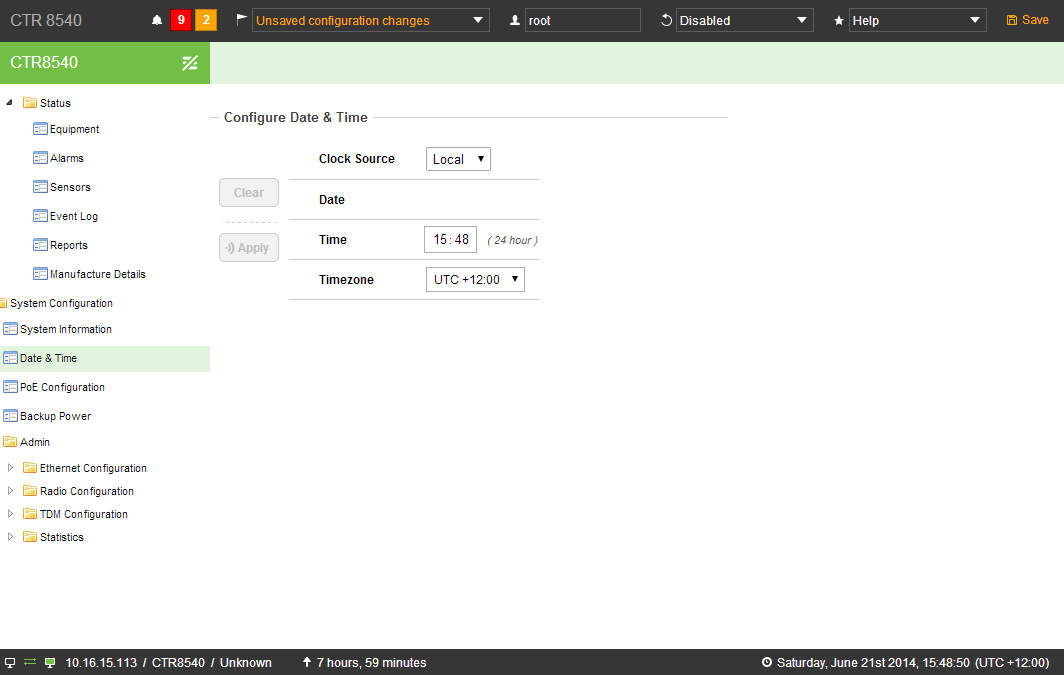 CTR 8540 9 2 Unsaved configuration changes root Disabled Help Save
CTR8540
Status
Equipment
Alarms
Sensors
Event Log
Reports
Manufacture Details
System Configuration
System Information
Date & Time
PoE Configuration
Backup Power
Admin
Ethernet Configuration
Radio Configuration
TDM Configuration
Statistics
Configure Date & Time
Clear
Apply
Clock Source Local
Date
Time 15 : 48 ( 24 hour )
Timezone UTC +12:00
10.16.15.113 / CTR8540 / Unknown 7 hours, 59 minutes Saturday, June 21st 2014, 15:48:50 (UTC +12:00)